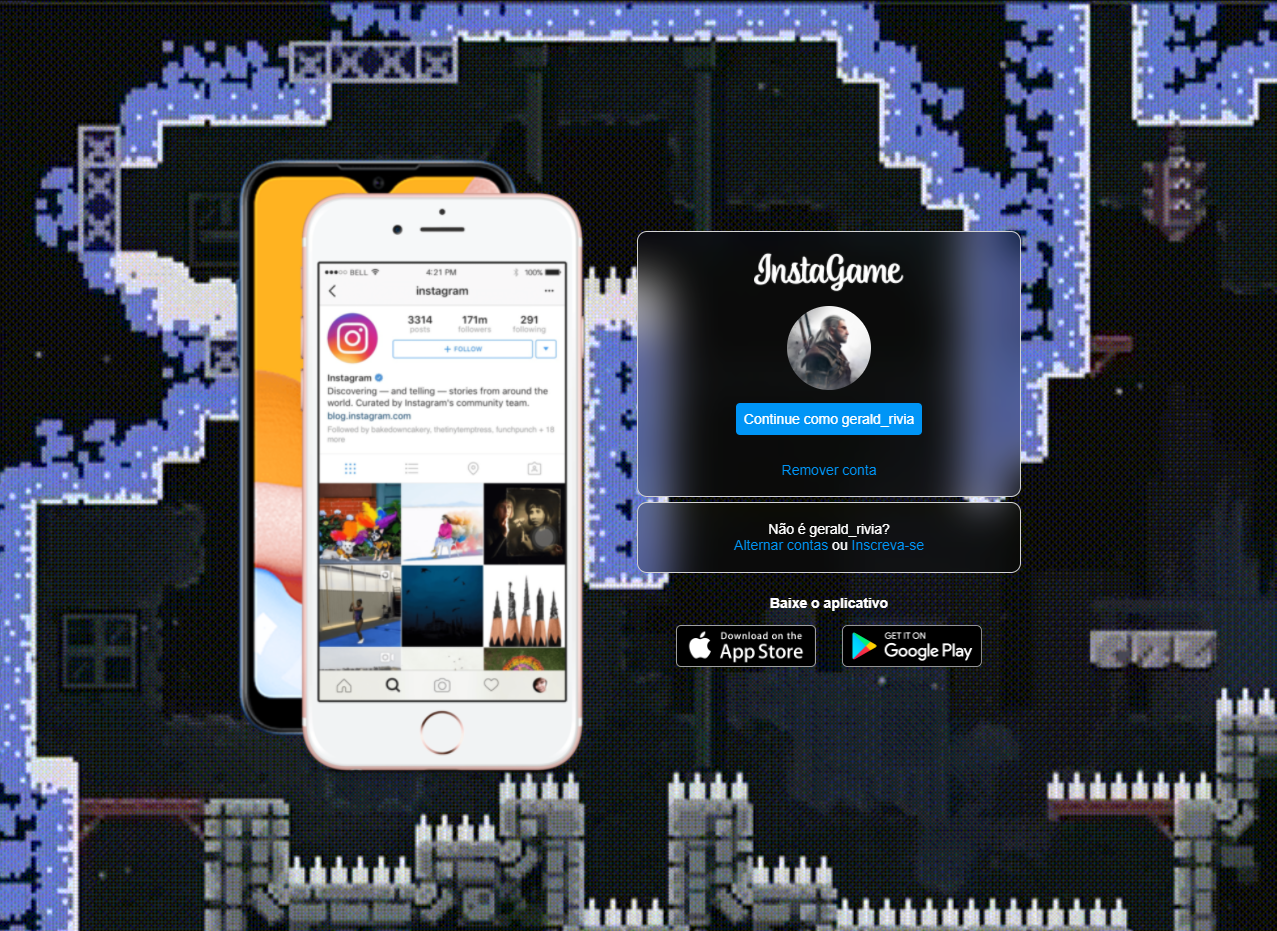 BELL
4:21 PM
100%
instagram
3314
posts
171m
followers
291
following
+ FOLLOW
Instagram
Discovering — and telling — stories from around the
world. Curated by Instagram's community team.
blog.instagram.com
Followed by bakedowncakery, thetinytemptress, funchpunch + 18
more
InstaGame
Continue como gerald_rivia
Remover conta
Não é gerald_rivia?
Alternar contas ou Inscreva-se
Baixe o aplicativo
Download on the
App Store
GET IT ON
Google Play